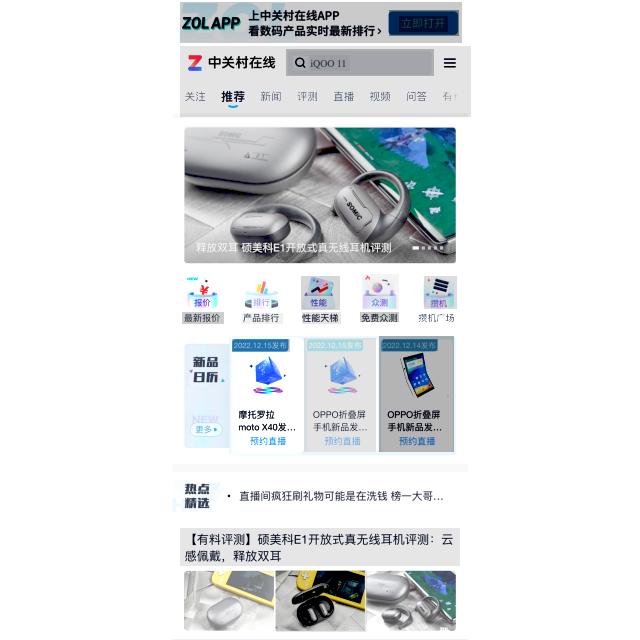 ZOL APP
上中关村在线APP
看数码产品实时最新排行 >
立即打开
中关村在线
iQOO 11
关注 推荐 新闻 评测 直播 视频 问答
SOMiC
释放双耳 硕美科E1开放式真无线耳机评测
报价 排行 性能 众测 攒机
最新报价 产品排行 性能天梯 免费众测 攒机广场
新品
日历
NEW
更多
2022.12.15发布
摩托罗拉
moto X40发...
预约直播
2022.12.15发布
OPPO折叠屏
手机新品发...
预约直播
2022.12.14发布
OPPO折叠屏
手机新品发...
预约直播
热点
精选
• 直播间疯狂刷礼物可能是在洗钱 榜一大哥...
【有料评测】硕美科E1开放式真无线耳机评测：云
感佩戴，释放双耳